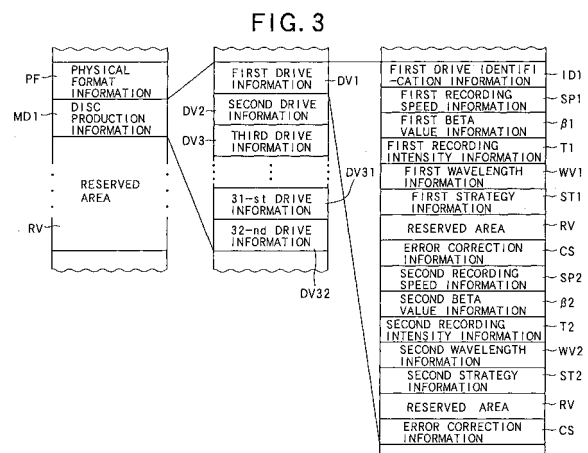 FIG. 3
PF
PHYSICAL
FORMAT
INFORMATION
MD1
DISC
PRODUCTION
INFORMATION
RESERVED
AREA
RV
FIRST DRIVE
INFORMATION
DV1
DV2
SECOND DRIVE
INFORMATION
DV3
THIRD DRIVE
INFORMATION
31-st DRIVE
INFORMATION
DV31
32-nd DRIVE
INFORMATION
DV32
FIRST DRIVE IDENTIFI
-CATION INFORMATION
ID1
FIRST RECORDING
SPEED INFORMATION
SP1
FIRST BETA
VALUE INFORMATION
β1
FIRST RECORDING
INTENSITY INFORMATION
T1
FIRST WAVELENGTH
INFORMATION
WV1
FIRST STRATEGY
INFORMATION
ST1
RESERVED AREA
RV
ERROR CORRECTION
INFORMATION
CS
SECOND RECORDING
SPEED INFORMATION
SP2
SECOND BETA
VALUE INFORMATION
β2
SECOND RECORDING
INTENSITY INFORMATION
T2
SECOND WAVELENGTH
INFORMATION
WV2
SECOND STRATEGY
INFORMATION
ST2
RESERVED AREA
RV
ERROR CORRECTION
INFORMATION
CS